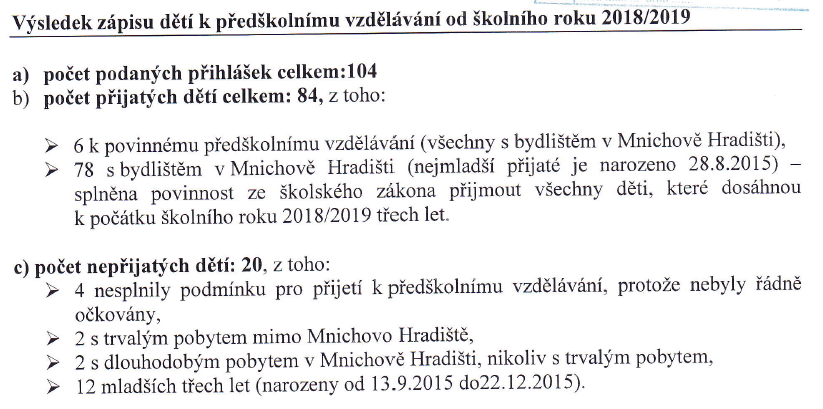 Výsledek zápisu dětí k předškolnímu vzdělávání od školního roku 2018/2019
a) počet podaných přihlášek celkem:104
b) počet přijatých dětí celkem: 84, z toho:
➢ 6 k povinnému předškolnímu vzdělávání (všechny s bydlištěm v Mnichově Hradišti),
➢ 78 s bydlištěm v Mnichově Hradišti (nejmladší přijaté je narozeno 28.8.2015) –
splněna povinnost ze školského zákona přijmout všechny děti, které dosáhnou
k počátku školního roku 2018/2019 třech let.
c) počet nepřijatých dětí: 20, z toho:
➢ 4 nesplnily podmínku pro přijetí k předškolnímu vzdělávání, protože nebyly řádně
očkovány,
➢ 2 s trvalým pobytem mimo Mnichovo Hradiště,
➢ 2 s dlouhodobým pobytem v Mnichově Hradišti, nikoliv s trvalým pobytem,
➢ 12 mladších třech let (narozeny od 13.9.2015 do22.12.2015).